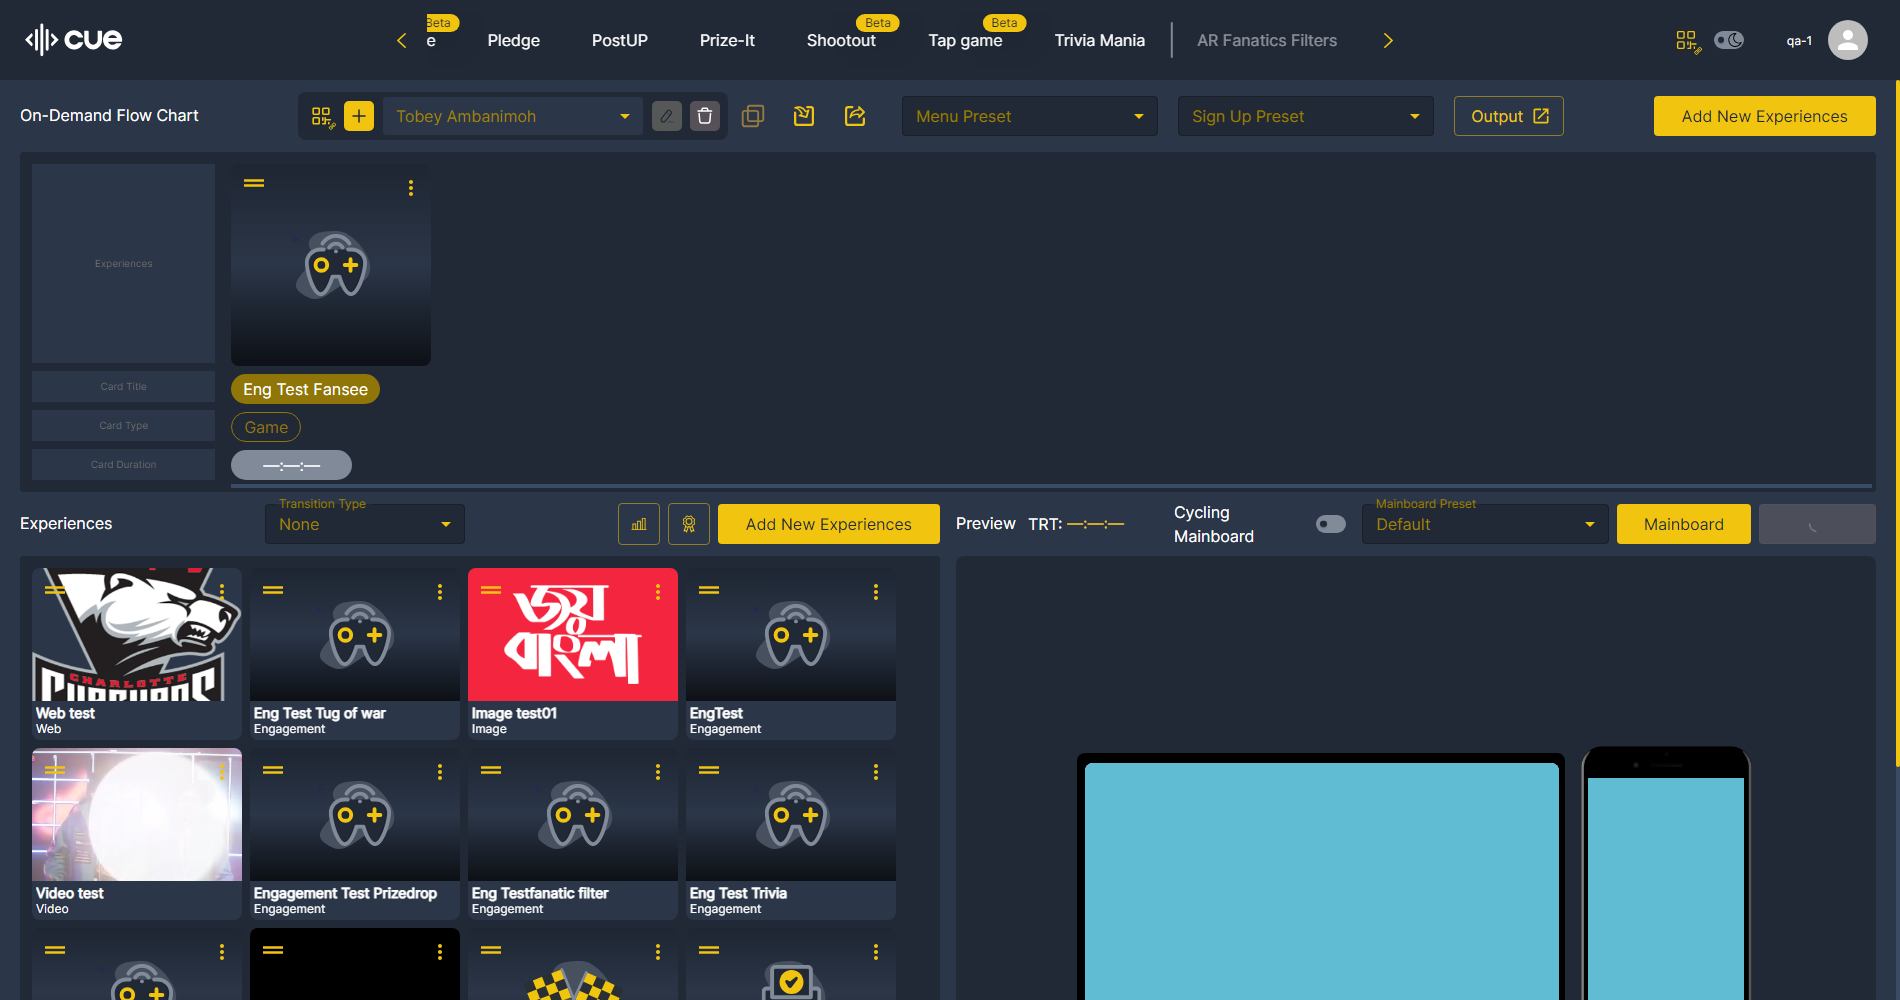 cue
Beta
e
Pledge
PostUP
Prize-It
Beta
Shootout
Beta
Tap game
Trivia Mania
AR Fanatics Filters
qa-1
On-Demand Flow Chart
Tobey Ambanimoh
Menu Preset
Sign Up Preset
Output
Add New Experiences
Experiences
Card Title
Card Type
Card Duration
Eng Test Fansee
Game
—:—:—
Experiences
Transition Type
None
Add New Experiences
Preview
TRT: —:—:—
Cycling
Mainboard
Mainboard Preset
Default
Mainboard
CHARLOTTE
Web test
Web
Eng Test Tug of war
Engagement
জয়
বাংলা
Image test01
Image
EngTest
Engagement
Video test
Video
Engagement Test Prizedrop
Engagement
Eng Testfanatic filter
Engagement
Eng Test Trivia
Engagement